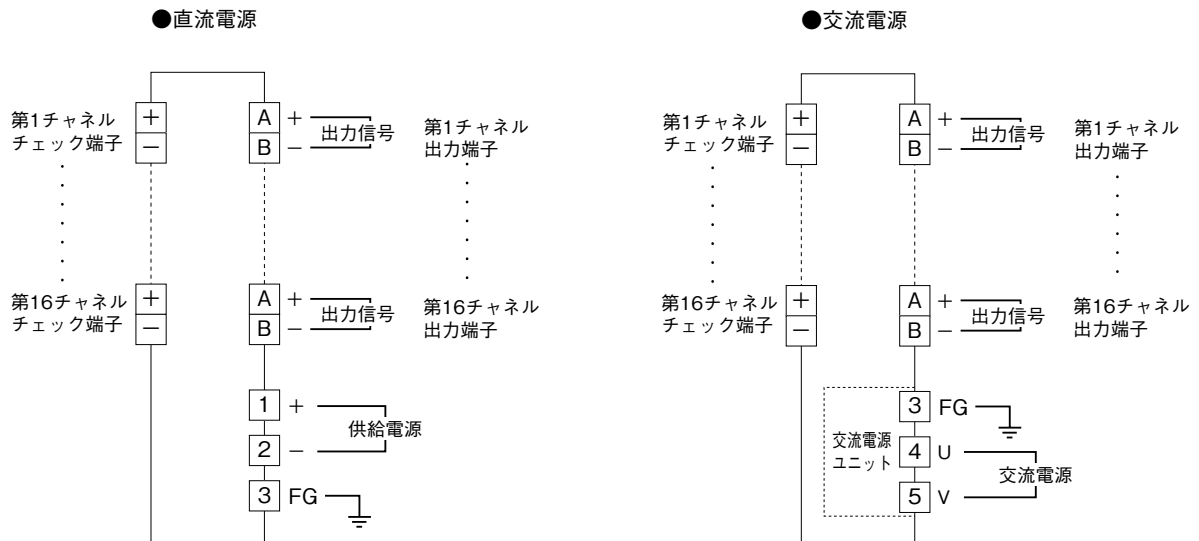 ●直流電源
第1チャネル
チェック端子
+
−
A
B
+
−
出力信号
第1チャネル
出力端子
第16チャネル
チェック端子
+
−
A
B
+
−
出力信号
第16チャネル
出力端子
1
+
2
−
供給電源
3
FG
●交流電源
第1チャネル
チェック端子
+
−
A
B
+
−
出力信号
第1チャネル
出力端子
第16チャネル
チェック端子
+
−
A
B
+
−
出力信号
第16チャネル
出力端子
交流電源
ユニット
3
FG
4
U
5
V
交流電源